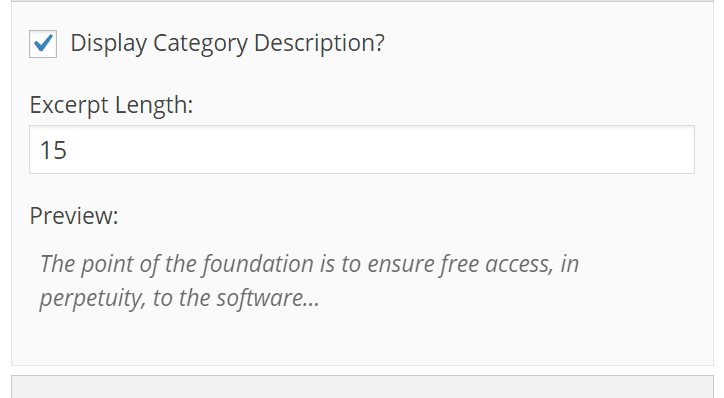 Display Category Description?
Excerpt Length:
15
Preview:
The point of the foundation is to ensure free access, in
perpetuity, to the software...